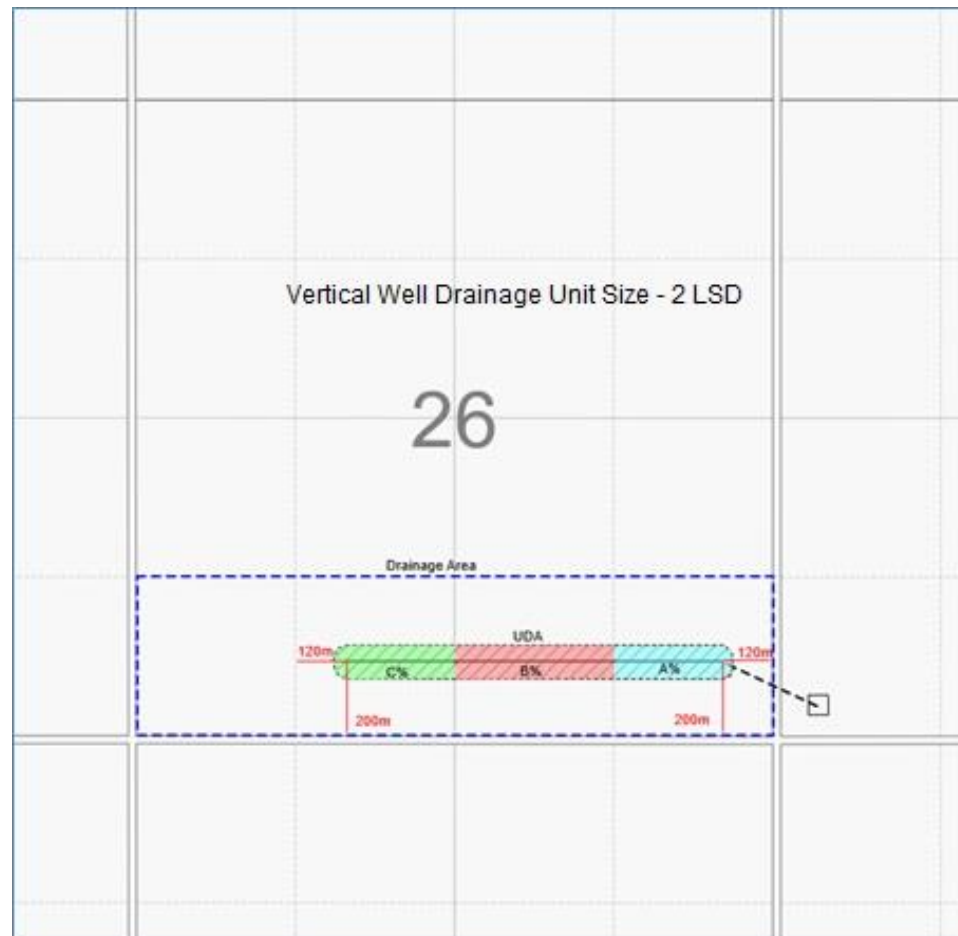 Vertical Well Drainage Unit Size - 2 LSD
26
Drainage Area
UDA
120m
120m
C%
B%
A%
200m
200m